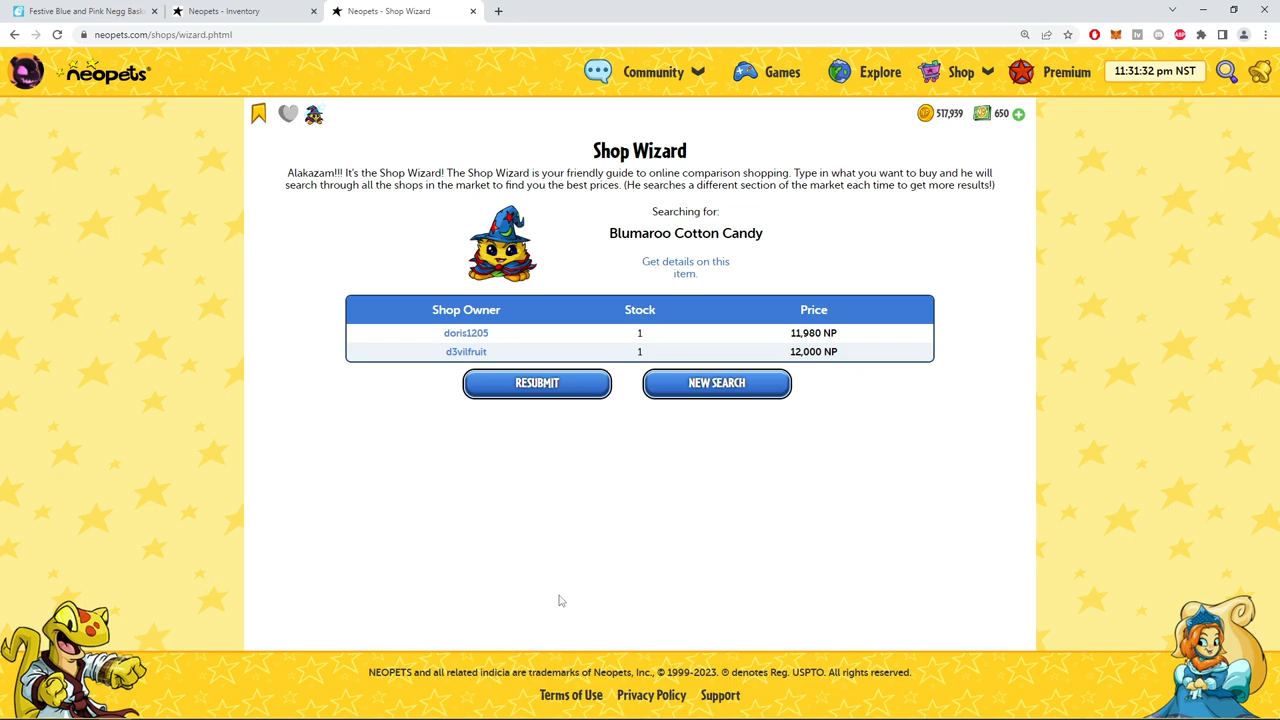 Festive Blue and Pink Negg Bask
Neopets - Inventory
Neopets - Shop Wizard
neopets.com/shops/wizard.phtml
neopets
Community
Games
Explore
Shop
Premium
11:31:32 pm NST
517,939
650
Shop Wizard
Alakazam!!! It's the Shop Wizard! The Shop Wizard is your friendly guide to online comparison shopping. Type in what you want to buy and he will
search through all the shops in the market to find you the best prices. (He searches a different section of the market each time to get more results!)
Searching for:
Blumaroo Cotton Candy
Get details on this
item.
Shop Owner Stock Price
doris1205 1 11,980 NP
d3vilfruit 1 12,000 NP
RESUBMIT NEW SEARCH
NEOPETS and all related indicia are trademarks of Neopets, Inc., © 1999-2023. ® denotes Reg. USPTO. All rights reserved.
Terms of Use Privacy Policy Support